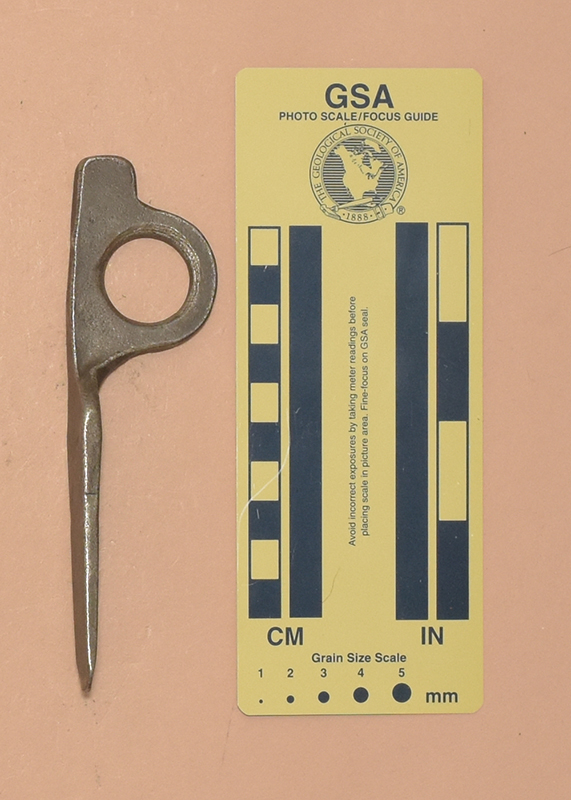 GSA
PHOTO SCALE/FOCUS GUIDE
THE GEOLOGICAL SOCIETY OF AMERICA
·1888·
®
Avoid incorrect exposures by taking meter readings before
placing scale in picture area. Fine-focus on GSA seal.
CM IN
Grain Size Scale
1 2 3 4 5
mm